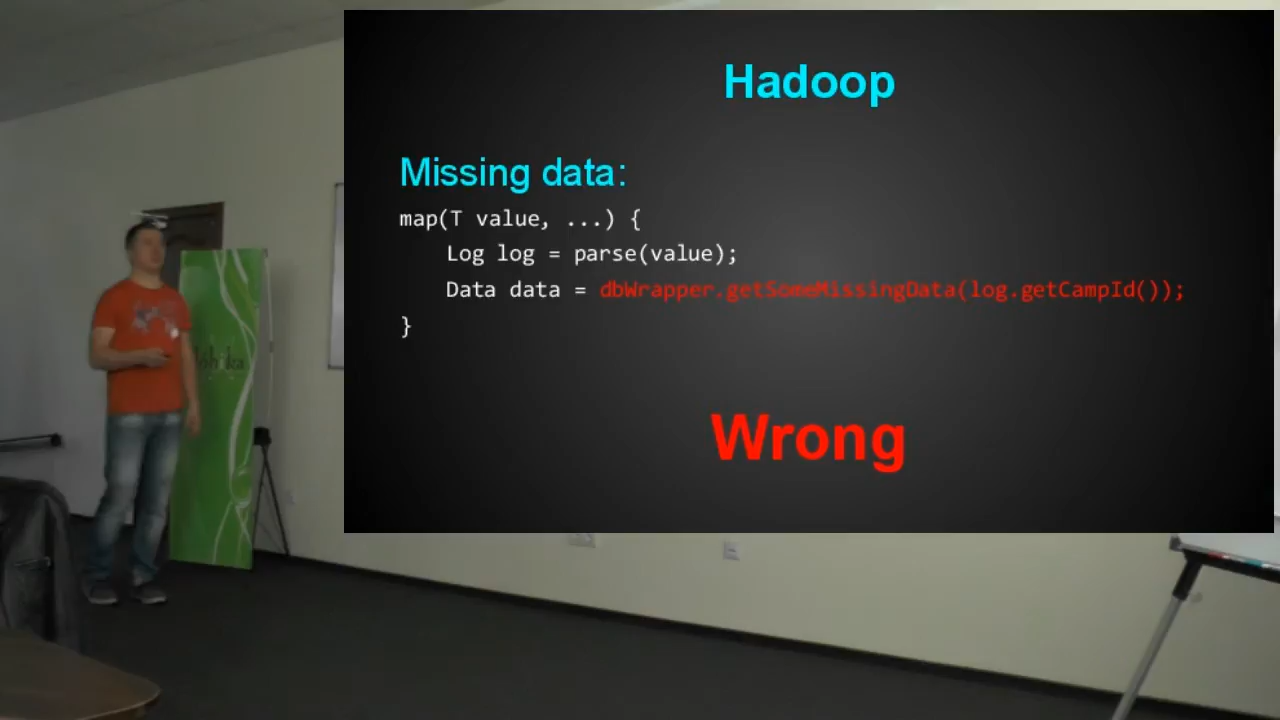 Hadoop
Missing data:
map(T value, ...) {
Log log = parse(value);
Data data = dbWrapper.getSomeMissingData(log.getCampId());
}
Wrong